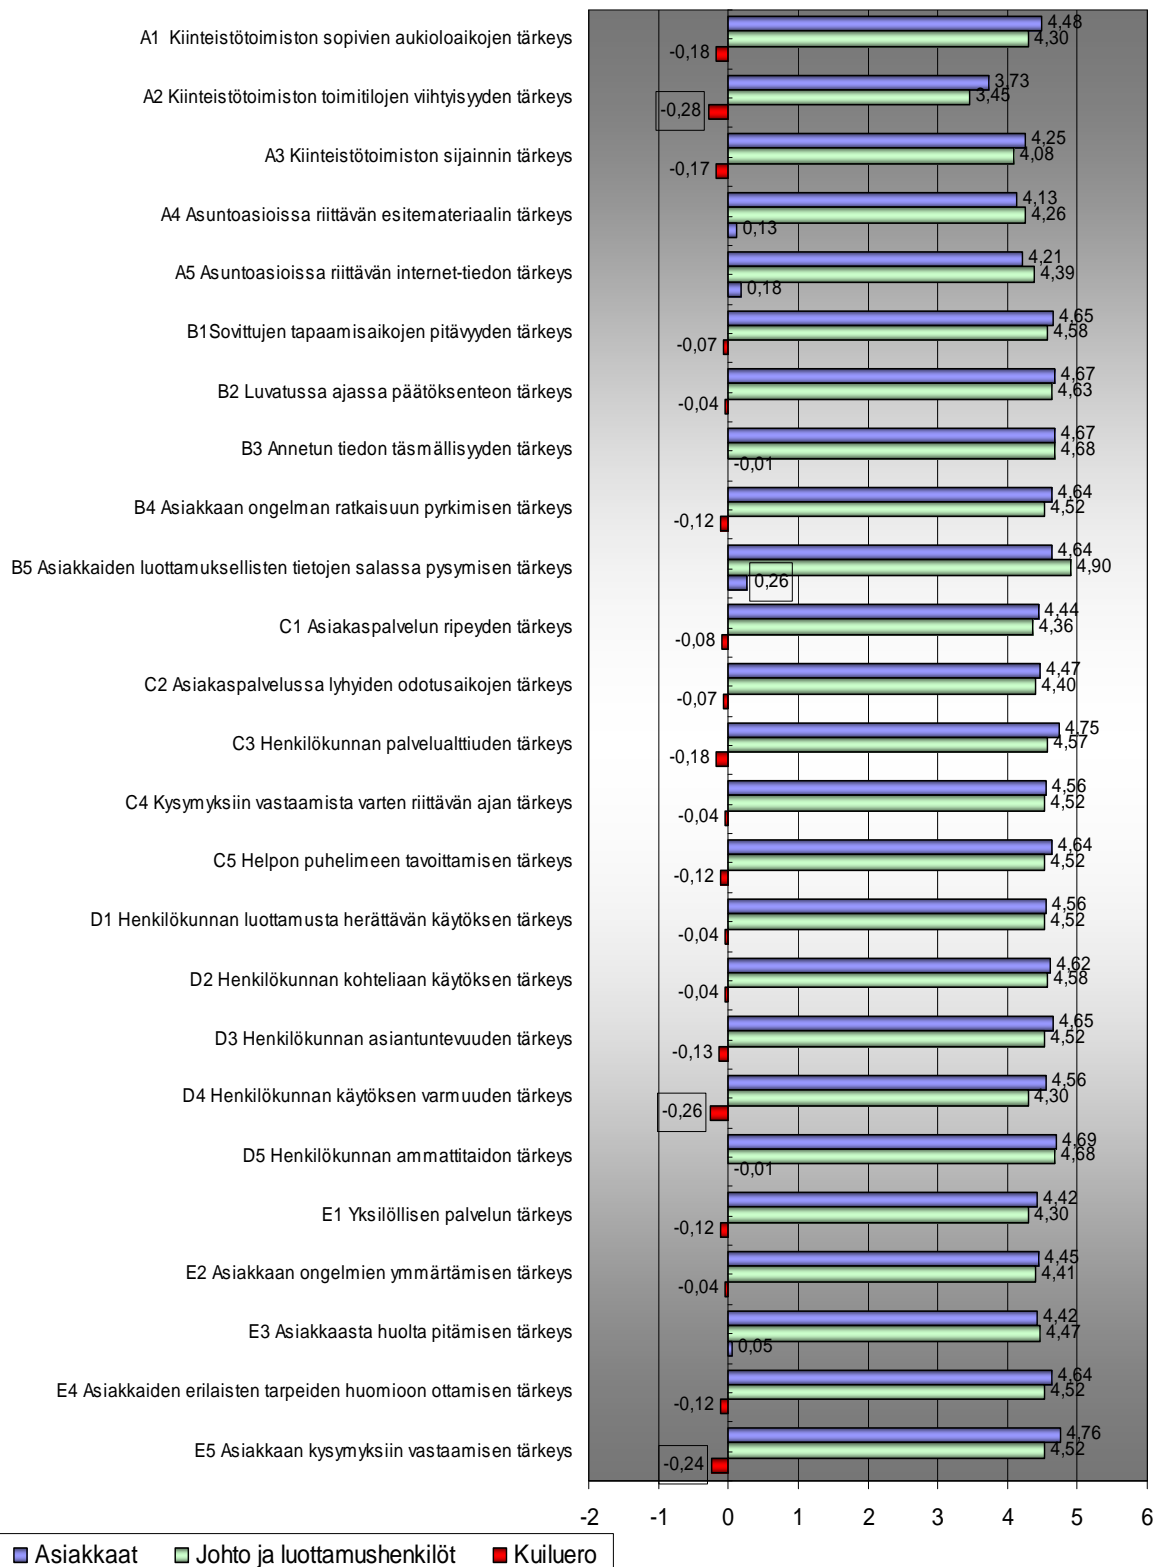 A1 Kiinteistötoimiston sopivien aukioloaikojen tärkeys
4,48
4,30
-0,18
A2 Kiinteistötoimiston toimitilojen viihtyisyyden tärkeys
3,73
3,45
-0,28
A3 Kiinteistötoimiston sijainnin tärkeys
4,25
4,08
-0,17
A4 Asuntoasioissa riittävän esitemateriaalin tärkeys
4,13
4,26
0,13
A5 Asuntoasioissa riittävän internet-tiedon tärkeys
4,21
4,39
0,18
B1Sovittujen tapaamisaikojen pitävyyden tärkeys
4,65
4,58
-0,07
B2 Luvatussa ajassa päätöksenteon tärkeys
4,67
4,63
-0,04
B3 Annetun tiedon täsmällisyyden tärkeys
4,67
4,68
-0,01
B4 Asiakkaan ongelman ratkaisuun pyrkimisen tärkeys
4,64
4,52
-0,12
B5 Asiakkaiden luottamuksellisten tietojen salassa pysymisen tärkeys
4,64
4,90
0,26
C1 Asiakaspalvelun ripeyden tärkeys
4,44
4,36
-0,08
C2 Asiakaspalvelussa lyhyiden odotusaikojen tärkeys
4,47
4,40
-0,07
C3 Henkilökunnan palvelualttiuden tärkeys
4,75
4,57
-0,18
C4 Kysymyksiin vastaamista varten riittävän ajan tärkeys
4,56
4,52
-0,04
C5 Helpon puhelimeen tavoittamisen tärkeys
4,64
4,52
-0,12
D1 Henkilökunnan luottamusta herättävän käytöksen tärkeys
4,56
4,52
-0,04
D2 Henkilökunnan kohteliaan käytöksen tärkeys
4,62
4,58
-0,04
D3 Henkilökunnan asiantuntevuuden tärkeys
4,65
4,52
-0,13
D4 Henkilökunnan käytöksen varmuuden tärkeys
4,56
4,30
-0,26
D5 Henkilökunnan ammattitaidon tärkeys
4,69
4,68
-0,01
E1 Yksilöllisen palvelun tärkeys
4,42
4,30
-0,12
E2 Asiakkaan ongelmien ymmärtämisen tärkeys
4,45
4,41
-0,04
E3 Asiakkaasta huolta pitämisen tärkeys
4,42
4,47
0,05
E4 Asiakkaiden erilaisten tarpeiden huomioon ottamisen tärkeys
4,64
4,52
-0,12
E5 Asiakkaan kysymyksiin vastaamisen tärkeys
4,76
4,52
-0,24
-2 -1 0 1 2 3 4 5 6
Asiakkaat Johto ja luottamushenkilöt Kuiluero